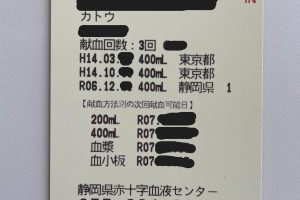 IN
カトウ
献血回数：3回
H14.03. 400mL 東京都
H14.10. 400mL 東京都
R06.12. 400mL 静岡県 1
【献血方法別の次回献血可能日】
200mL R07.
400mL R07.
血漿 R07
血小板 R07
静岡県赤十字血液センター